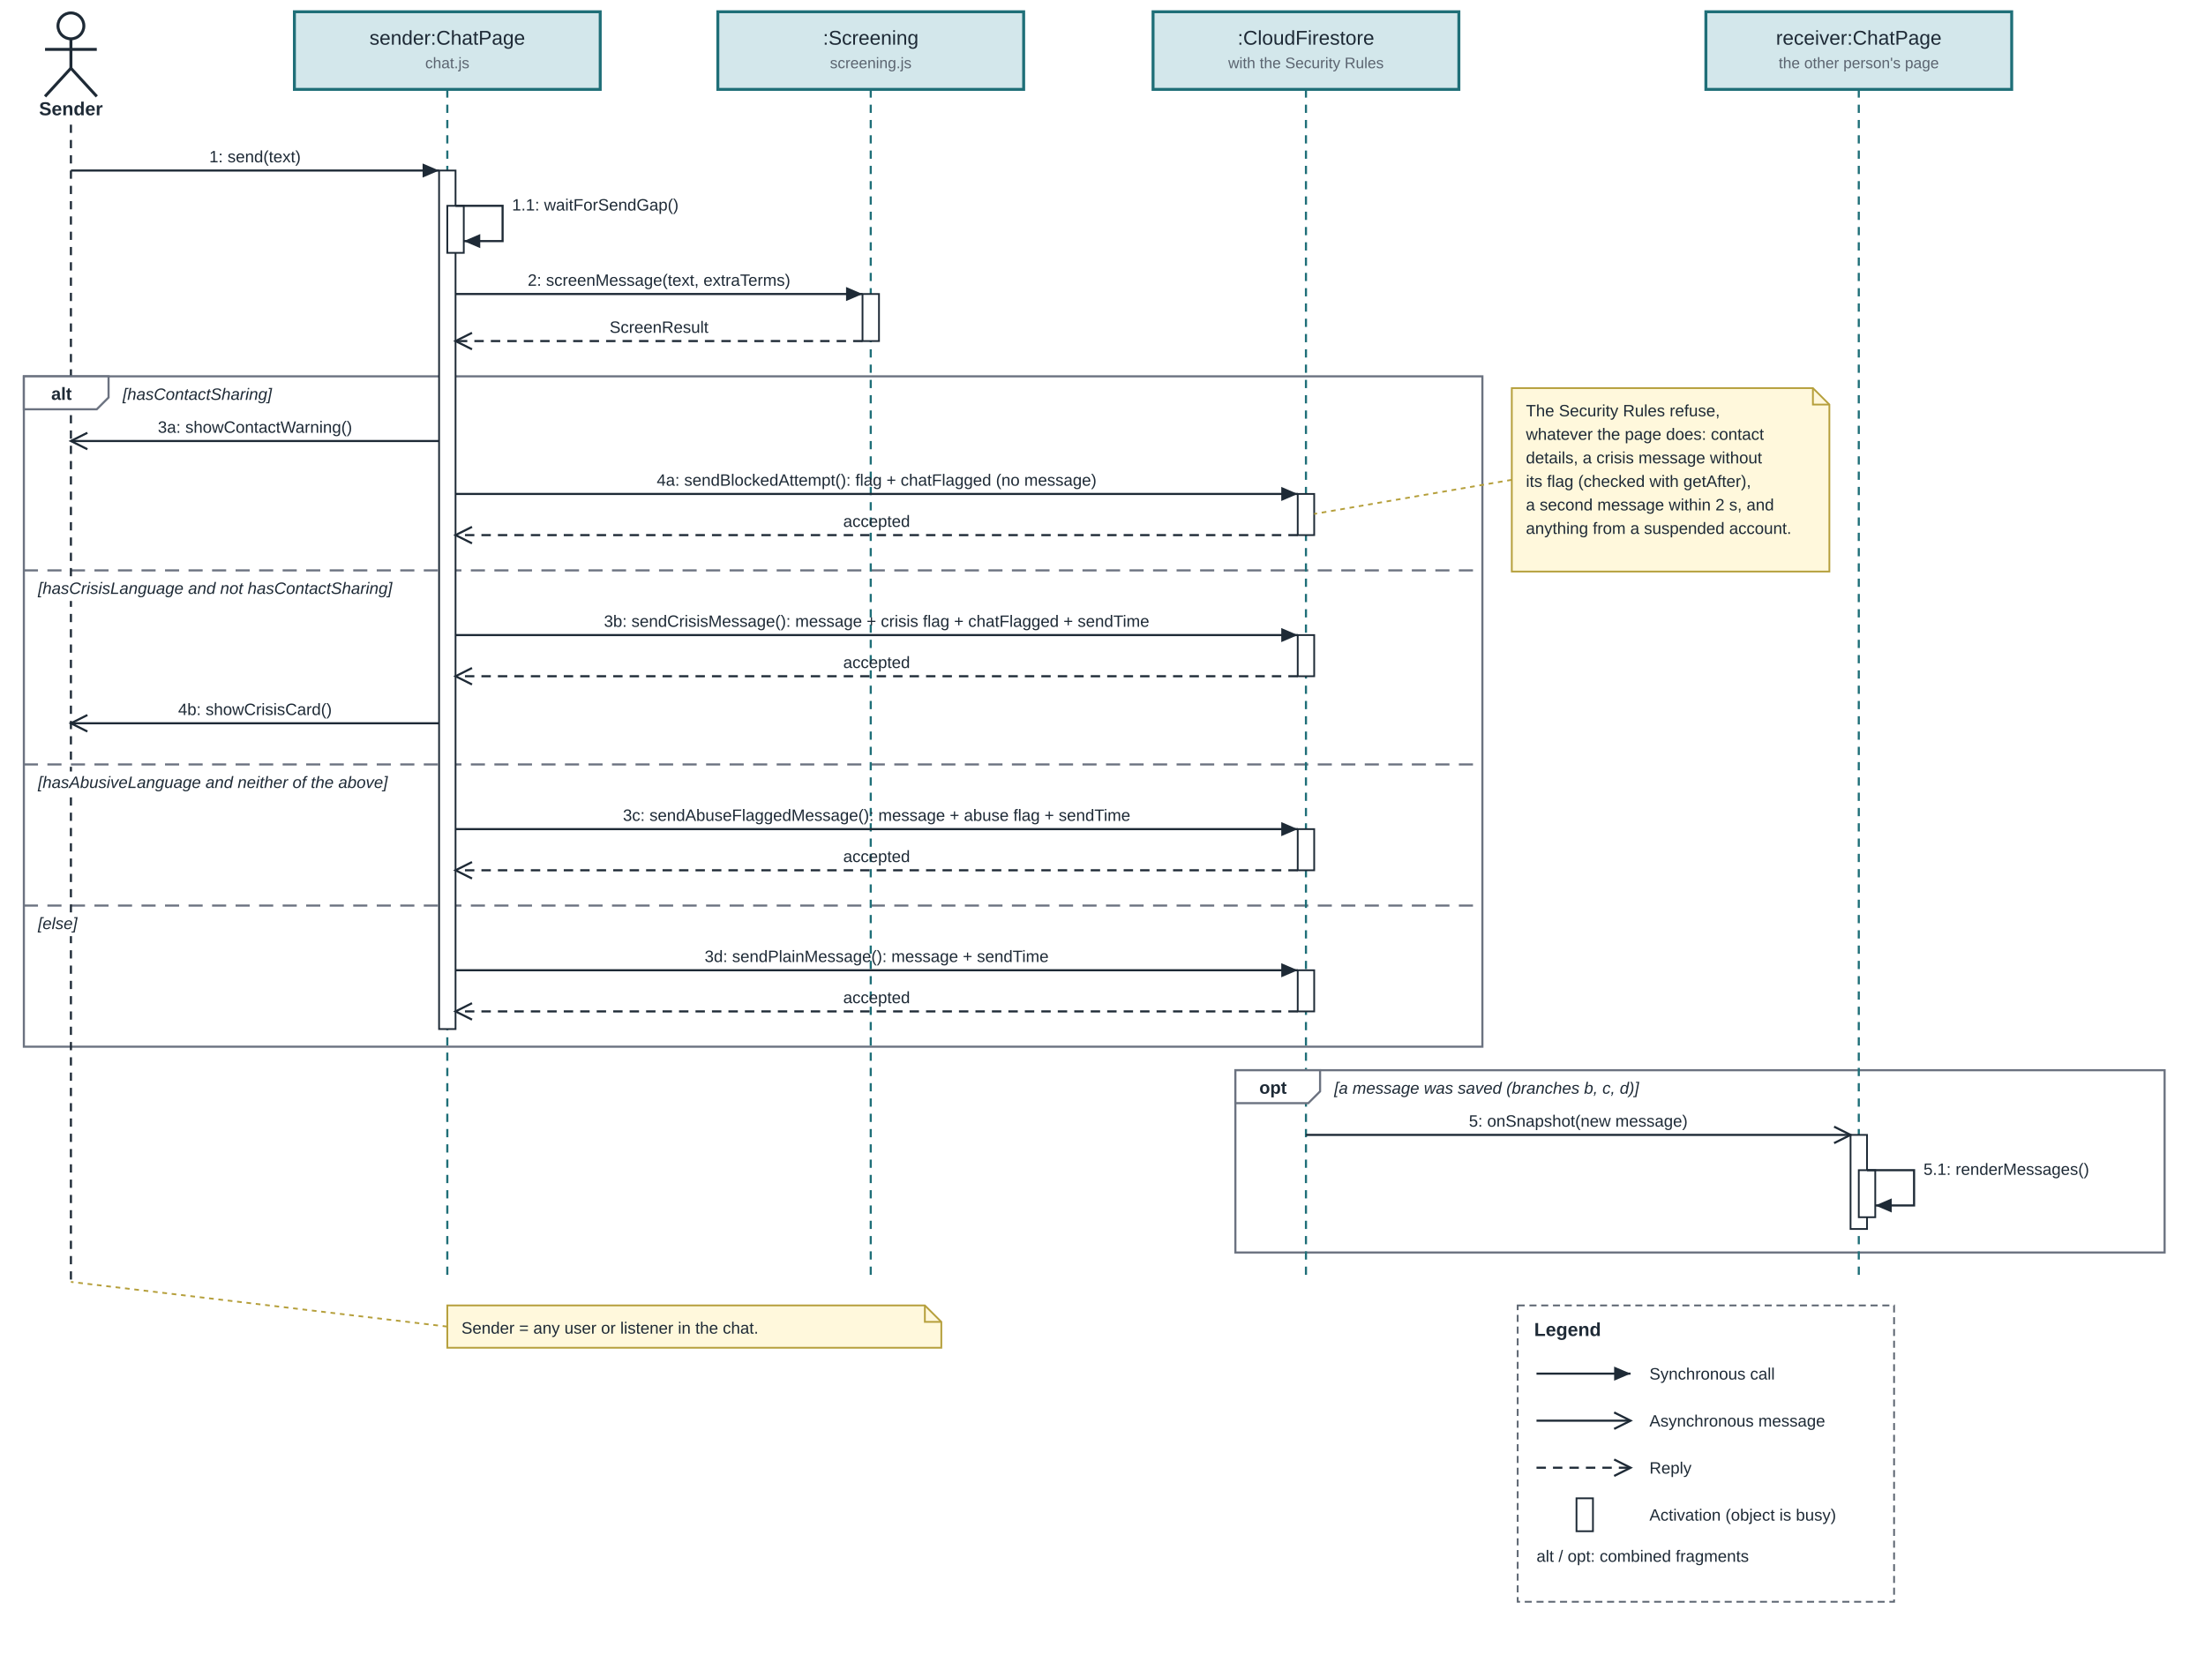 Sender
sender:ChatPage
chat.js
:Screening
screening.js
:CloudFirestore
with the Security Rules
receiver:ChatPage
the other person's page
1: send(text)
1.1: waitForSendGap()
2: screenMessage(text, extraTerms)
ScreenResult
alt
[hasContactSharing]
3a: showContactWarning()
4a: sendBlockedAttempt(): flag + chatFlagged (no message)
accepted
The Security Rules refuse,
whatever the page does: contact
details, a crisis message without
its flag (checked with getAfter),
a second message within 2 s, and
anything from a suspended account.
[hasCrisisLanguage and not hasContactSharing]
3b: sendCrisisMessage(): message + crisis flag + chatFlagged + sendTime
accepted
4b: showCrisisCard()
[hasAbusiveLanguage and neither of the above]
3c: sendAbuseFlaggedMessage(): message + abuse flag + sendTime
accepted
[else]
3d: sendPlainMessage(): message + sendTime
accepted
opt
[a message was saved (branches b, c, d)]
5: onSnapshot(new message)
5.1: renderMessages()
Sender = any user or listener in the chat.
Legend
Synchronous call
Asynchronous message
Reply
Activation (object is busy)
alt / opt: combined fragments